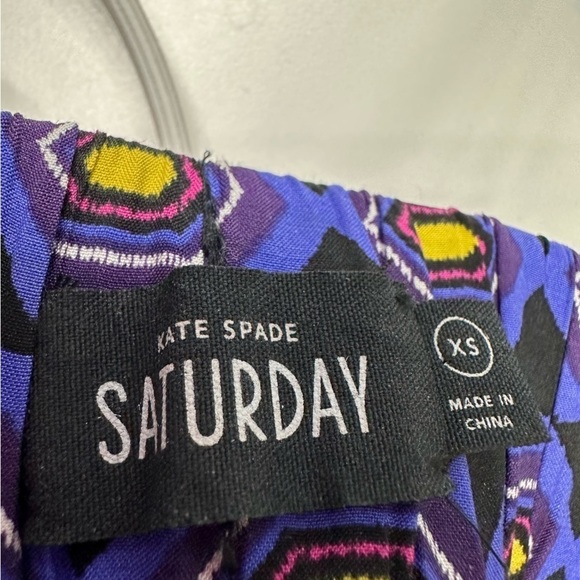 KATE SPADE
SATURDAY
XS
MADE IN
CHINA